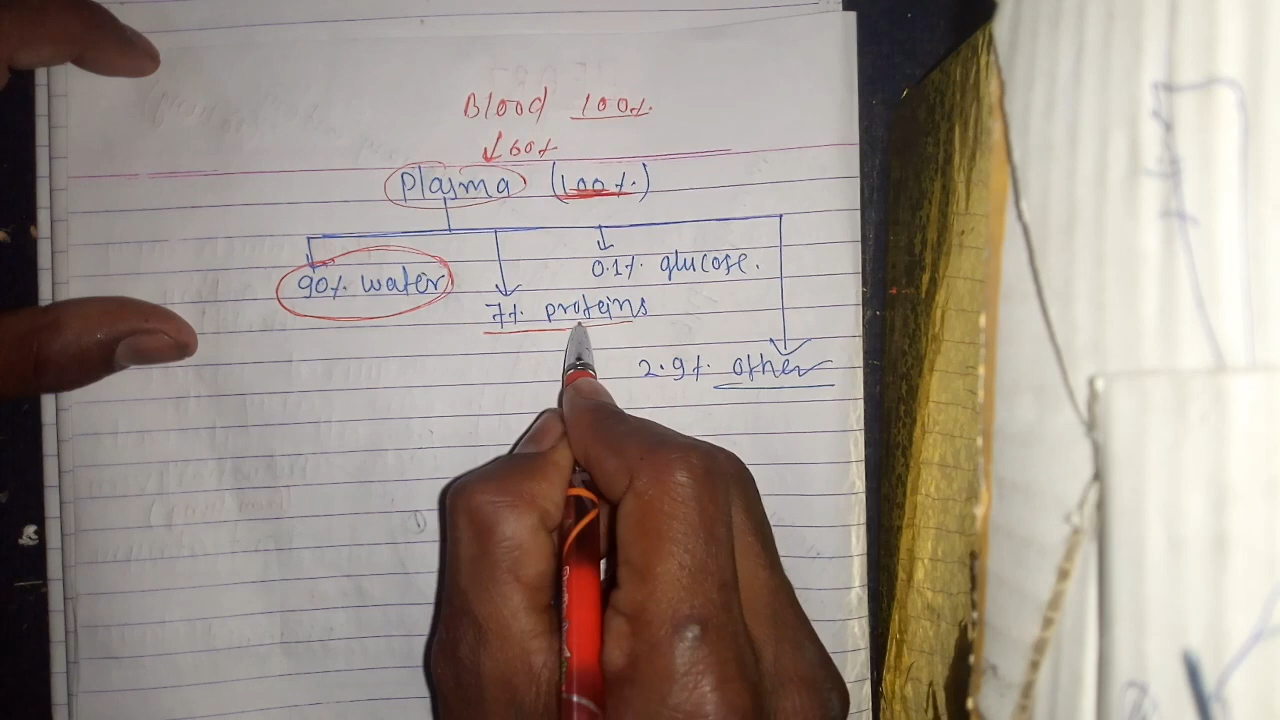 Blood 100%.
60%
Plasma (100%.)
90%. water
0.1%. glucose.
7%. proteins
2.9%. other